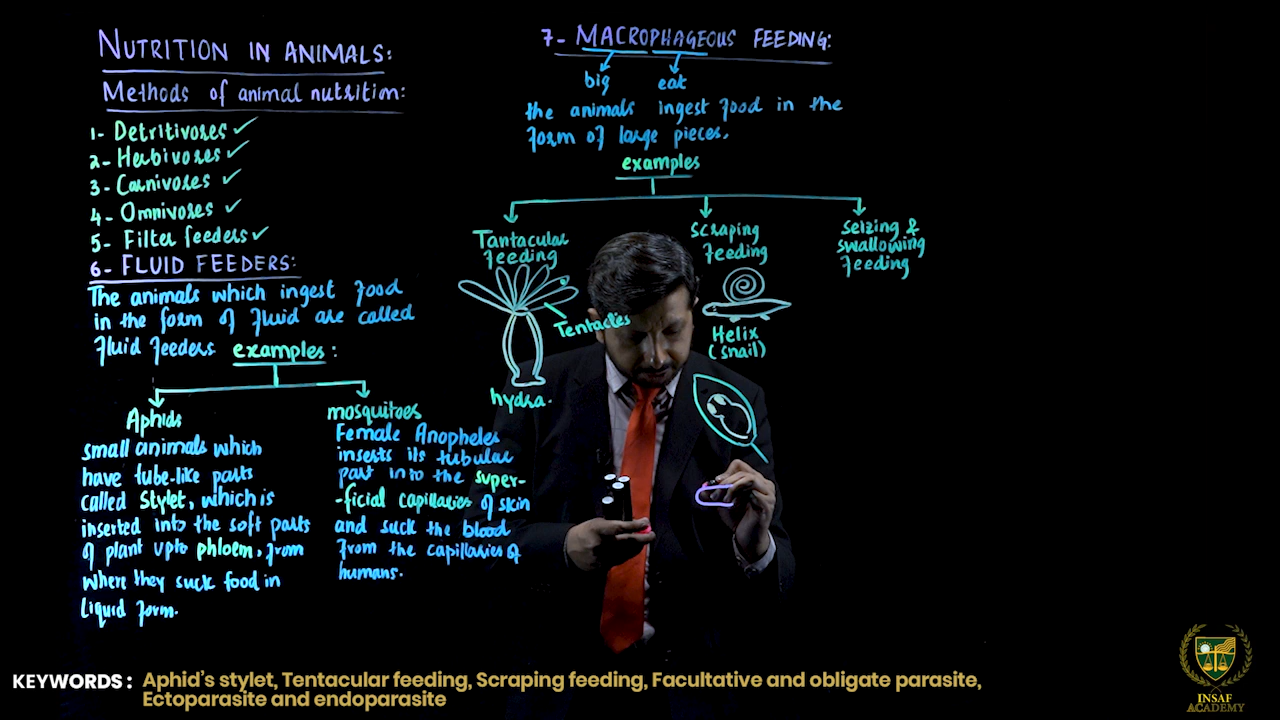 NUTRITION IN ANIMALS:
Methods of animal nutrition:
1- Detritivores ✓
2- Herbivores ✓
3- Carnivores ✓
4- Omnivores ✓
5- Filter feeders ✓
6- FLUID FEEDERS:
The animals which ingest food
in the form of fluid are called
fluid feeders
examples:
Aphids
small animals which
have tube-like parts
called Stylet, which is
inserted into the soft parts
of plant upto phloem, from
where they suck food in
liquid form.
mosquitoes
Female Anopheles
inserts its tubular
part into the super-
-ficial capillaries of skin
and suck the blood
from the capillaries of
humans.
7- MACROPHAGEOUS FEEDING:
big eat
the animals ingest food in the
form of large pieces.
examples
Tantacular
feeding
Tentacles
hydra.
scraping
feeding
Helix
(snail)
seizing &
swallowing
feeding
KEYWORDS : Aphid's stylet, Tentacular feeding, Scraping feeding, Facultative and obligate parasite,
Ectoparasite and endoparasite
INSAF
ACADEMY